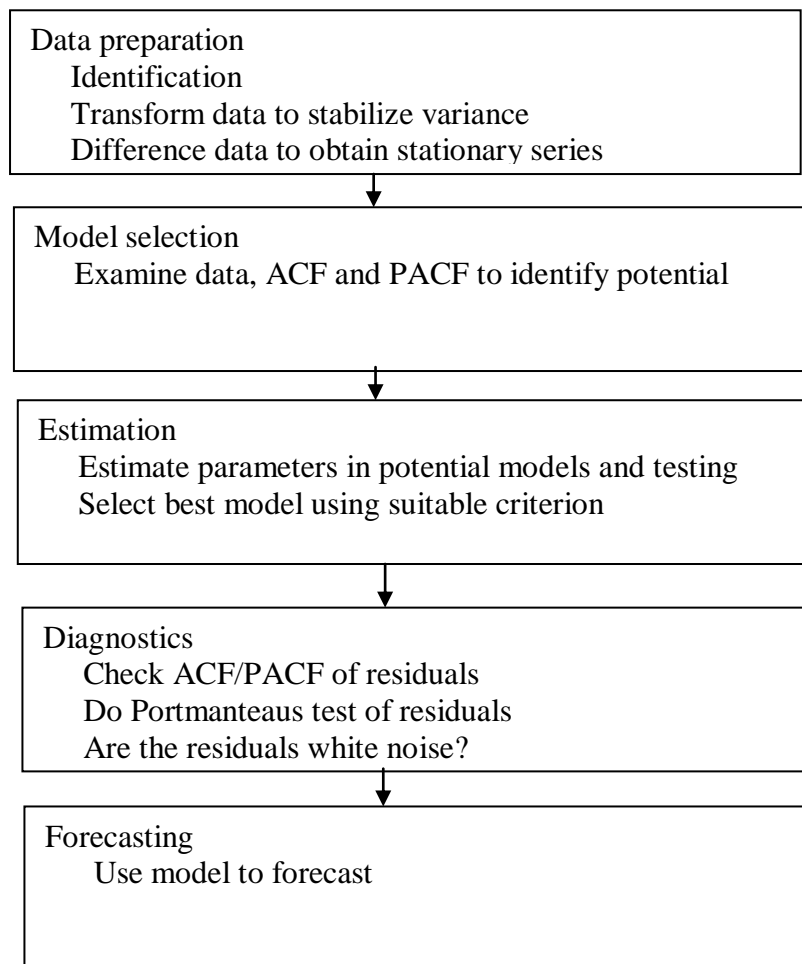 Data preparation
Identification
Transform data to stabilize variance
Difference data to obtain stationary series
Model selection
Examine data, ACF and PACF to identify potential
Estimation
Estimate parameters in potential models and testing
Select best model using suitable criterion
Diagnostics
Check ACF/PACF of residuals
Do Portmanteaus test of residuals
Are the residuals white noise?
Forecasting
Use model to forecast